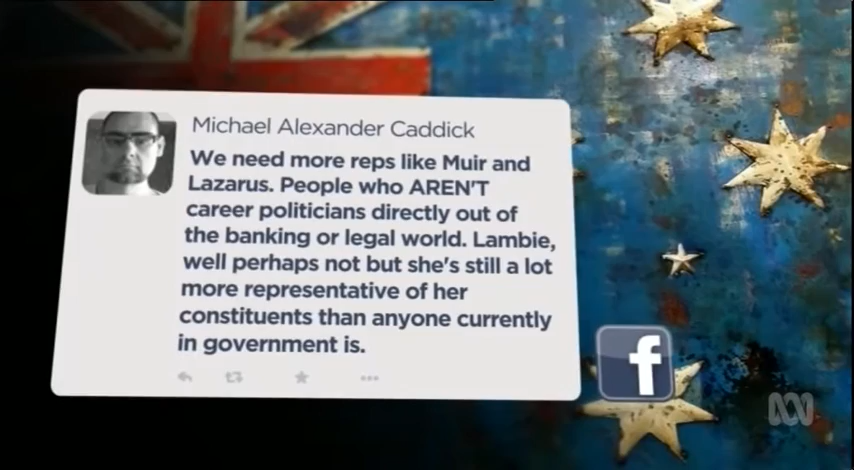 Michael Alexander Caddick
We need more reps like Muir and
Lazarus. People who AREN'T
career politicians directly out of
the banking or legal world. Lambie,
well perhaps not but she's still a lot
more representative of her
constituents than anyone currently
in government is.
f